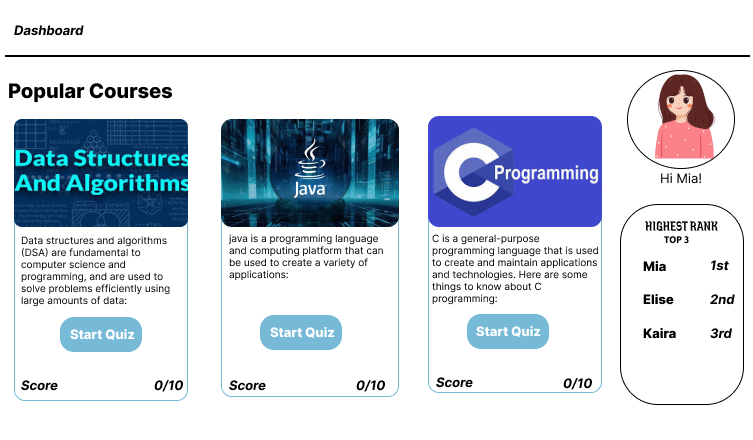 Dashboard
Popular Courses
Data Structures
And Algorithms
Data structures and algorithms
(DSA) are fundamental to
computer science and
programming, and are used to
solve problems efficiently using
large amounts of data:
Start Quiz
Score 0/10
Java
java is a programming language
and computing platform that can
be used to create a variety of
applications:
Start Quiz
Score 0/10
C Programming
C is a general-purpose
programming language that is used
to create and maintain applications
and technologies. Here are some
things to know about C
programming:
Start Quiz
Score 0/10
Hi Mia!
HIGHEST RANK
TOP 3
Mia 1st
Elise 2nd
Kaira 3rd